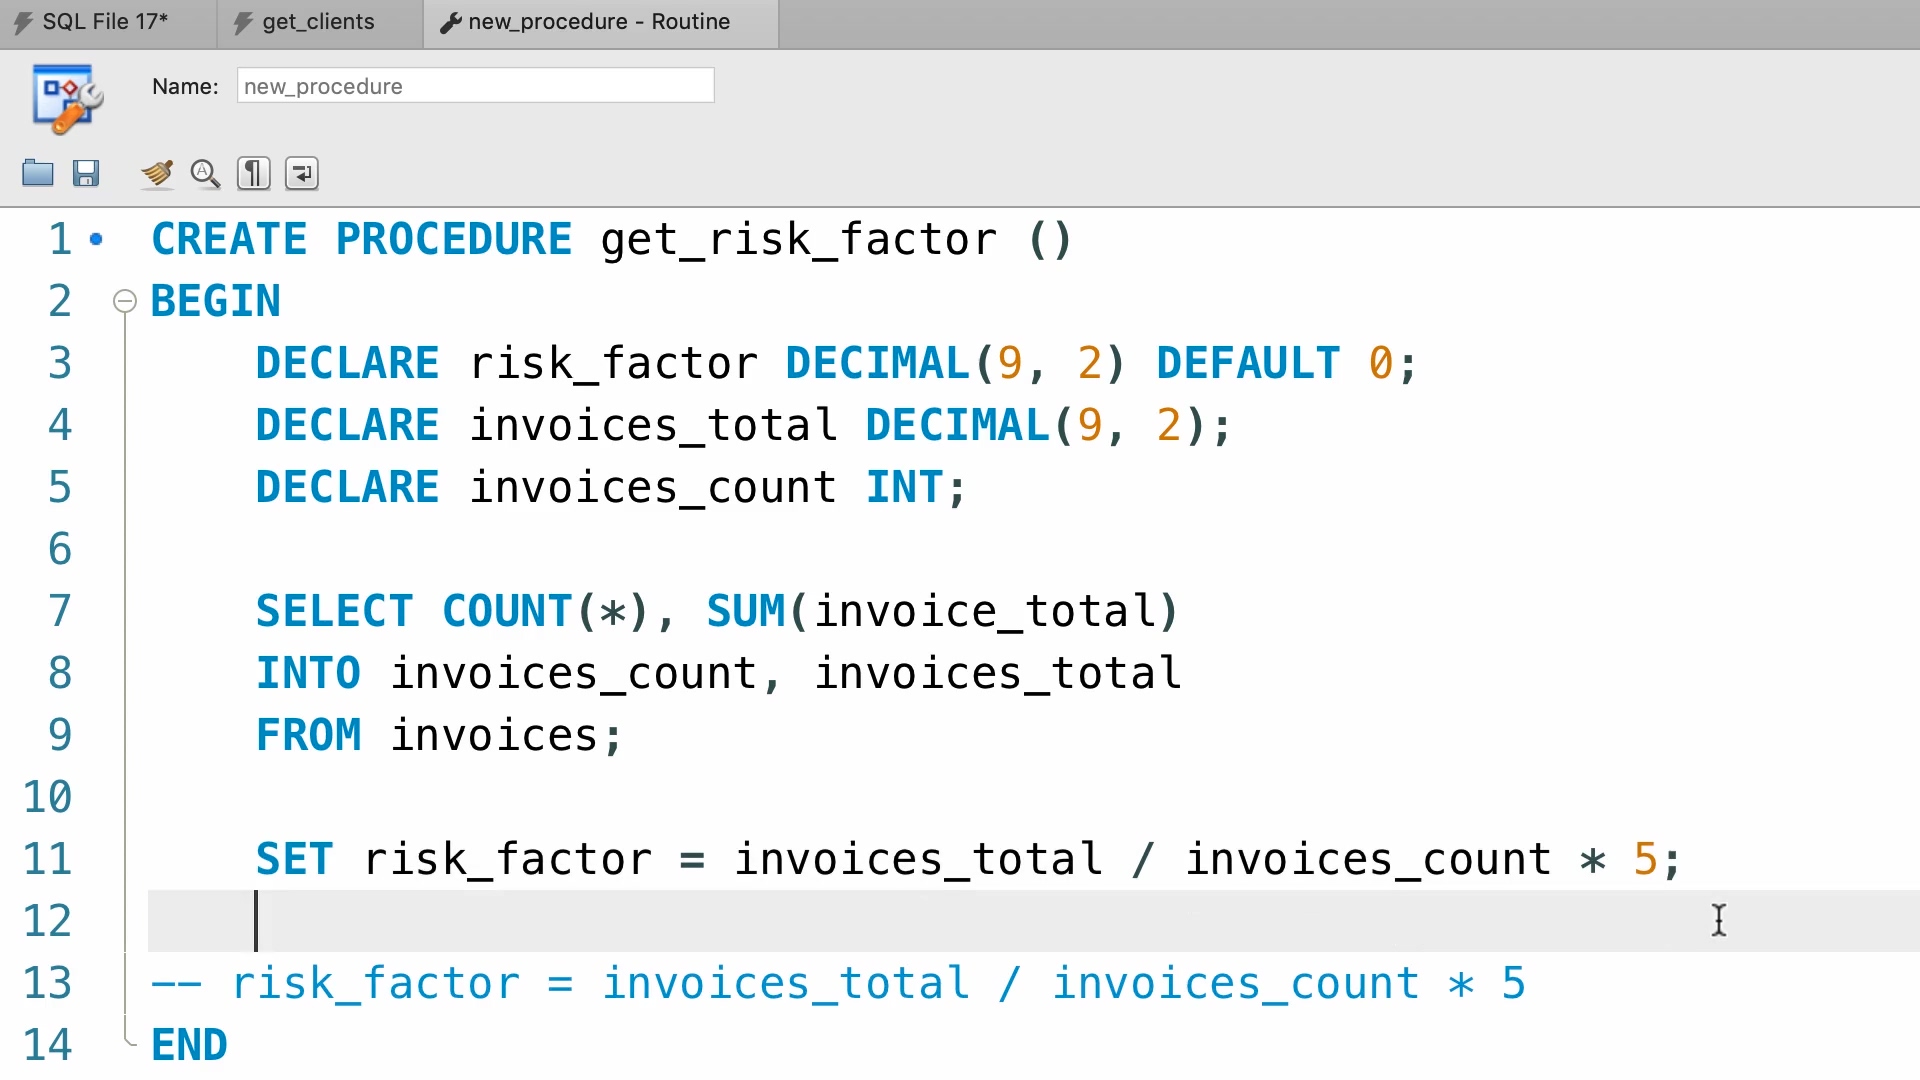 SQL File 17* get_clients new_procedure - Routine
Name: new_procedure
1 CREATE PROCEDURE get_risk_factor ()
2 BEGIN
3 DECLARE risk_factor DECIMAL(9, 2) DEFAULT 0;
4 DECLARE invoices_total DECIMAL(9, 2);
5 DECLARE invoices_count INT;
6
7 SELECT COUNT(*), SUM(invoice_total)
8 INTO invoices_count, invoices_total
9 FROM invoices;
10
11 SET risk_factor = invoices_total / invoices_count * 5;
12
13 -- risk_factor = invoices_total / invoices_count * 5
14 END